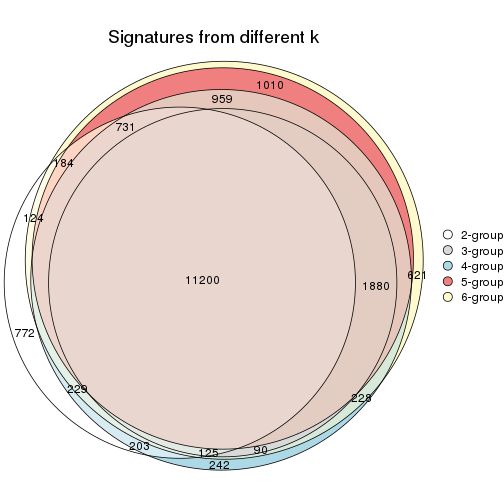 Signatures from different k
1010
959
731
184
124
621
11200
1880
772
229
228
203
125
90
242
2-group
3-group
4-group
5-group
6-group